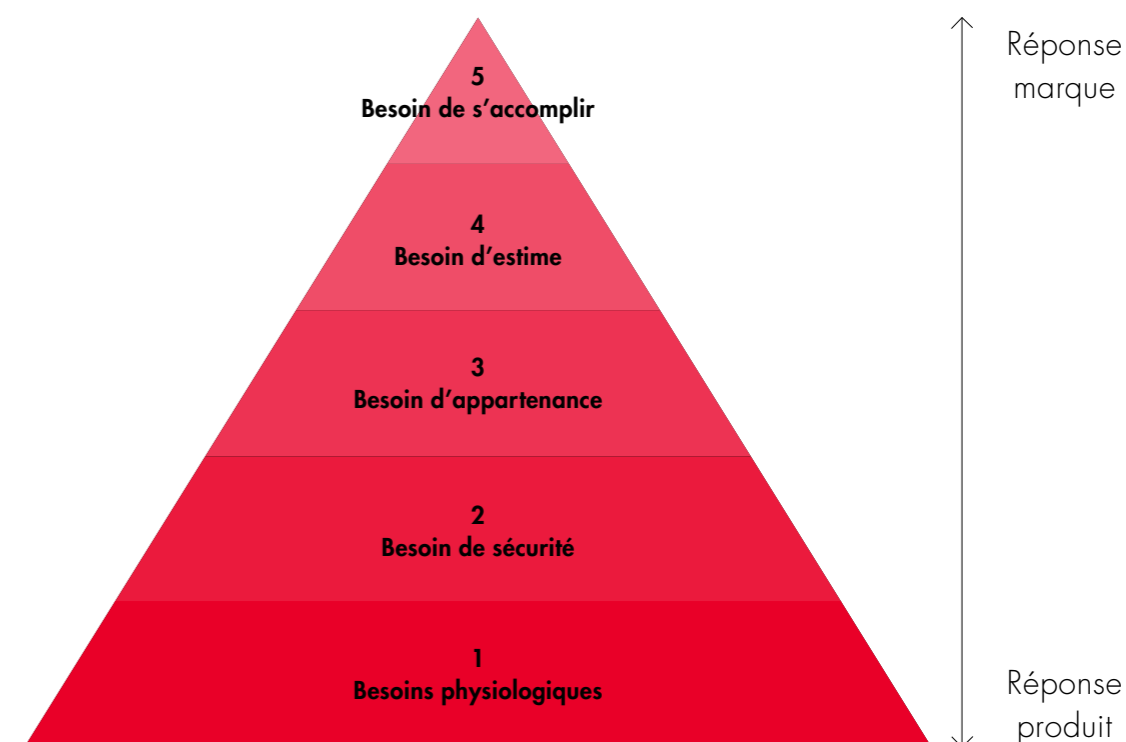 5
Besoin de s’accomplir
Réponse
marque
4
Besoin d’estime
3
Besoin d’appartenance
2
Besoin de sécurité
1
Besoins physiologiques
Réponse
produit